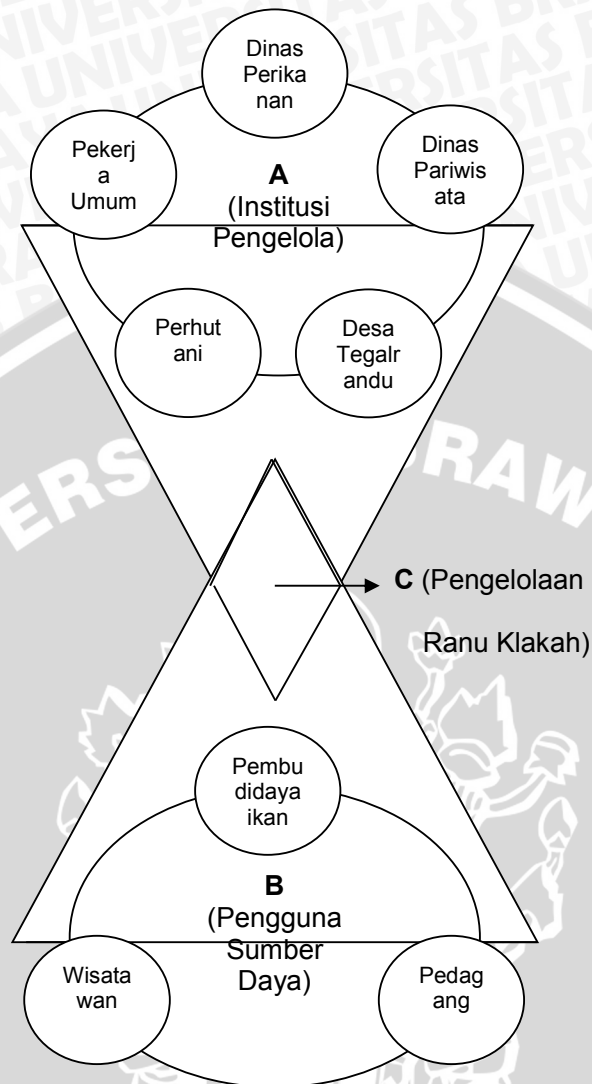 Dinas
Perika
nan
Pekerj
a
Umum
Dinas
Pariwis
ata
A
(Institusi
Pengelola)
Perhut
ani
Desa
Tegalr
andu
C (Pengelolaan
Ranu Klakah)
Pembu
didaya
ikan
B
(Pengguna
Sumber
Daya)
Wisata
wan
Pedag
ang